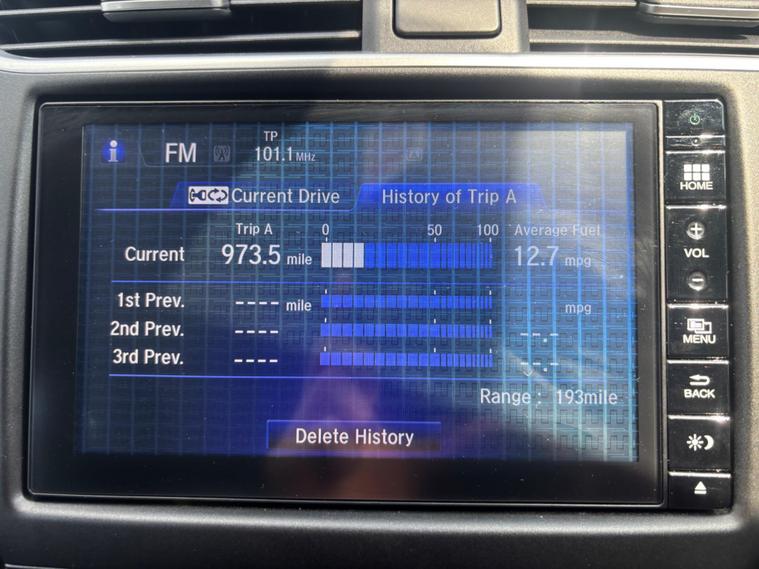 TP
FM 101.1 MHz
Current Drive History of Trip A
Trip A 0 50 100 Average Fuel
Current 973.5 mile 12.7 mpg
1st Prev. ---- mile mpg
2nd Prev. ---- --.-
3rd Prev. ---- --.-
Range : 193mile
Delete History
HOME
+
VOL
−
MENU
BACK